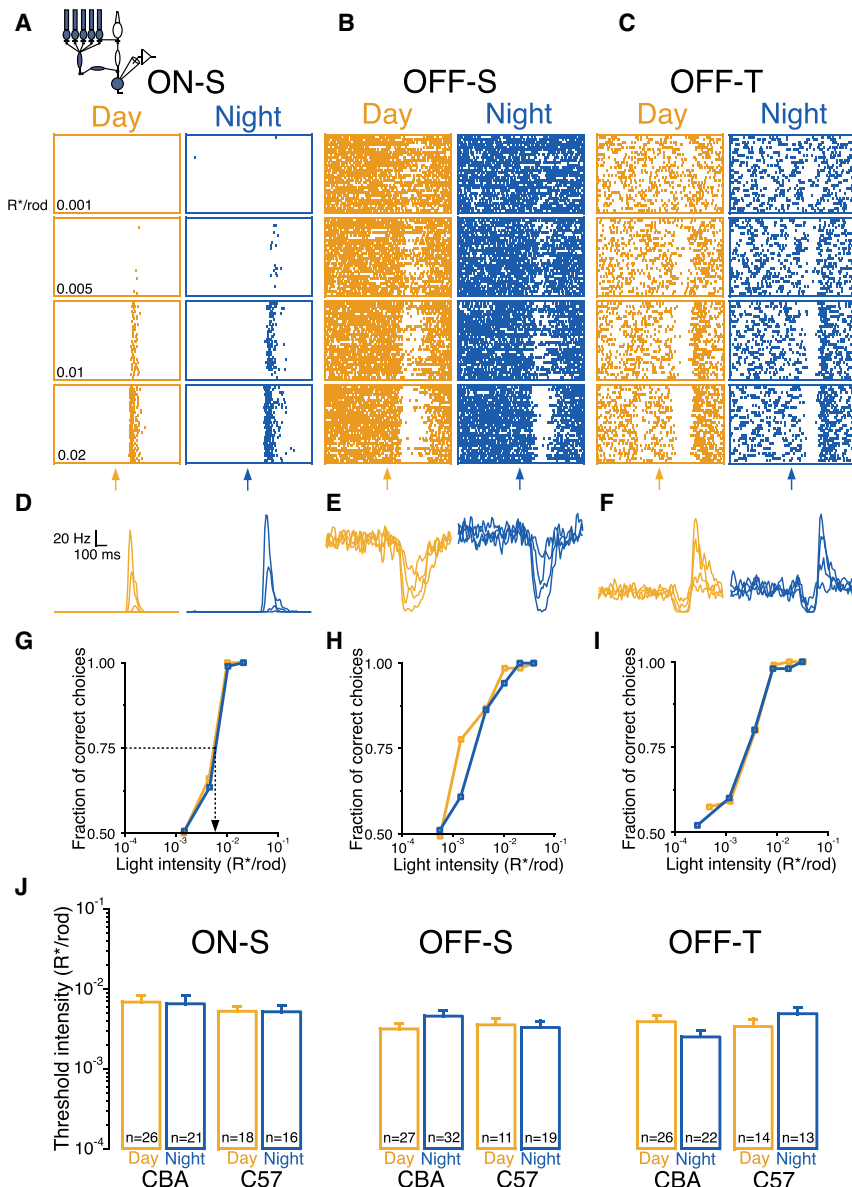 A
B
C
ON-S
OFF-S
OFF-T
Day
Night
Day
Night
Day
Night
R*/rod
0.001
0.005
0.01
0.02
D
E
F
20 Hz
100 ms
G
H
I
Fraction of correct choices
1.00
0.75
0.50
10-4
10-3
10-2
10-1
Light intensity (R*/rod)
Fraction of correct choices
1.00
0.75
0.50
10-4
10-3
10-2
10-1
Light intensity (R*/rod)
Fraction of correct choices
1.00
0.75
0.50
10-4
10-3
10-2
10-1
Light intensity (R*/rod)
J
Threshold intensity (R*/rod)
10-1
10-2
10-3
10-4
ON-S
OFF-S
OFF-T
n=26
n=21
n=18
n=16
n=27
n=32
n=11
n=19
n=26
n=22
n=14
n=13
Day
Night
Day
Night
Day
Night
Day
Night
Day
Night
Day
Night
CBA
C57
CBA
C57
CBA
C57